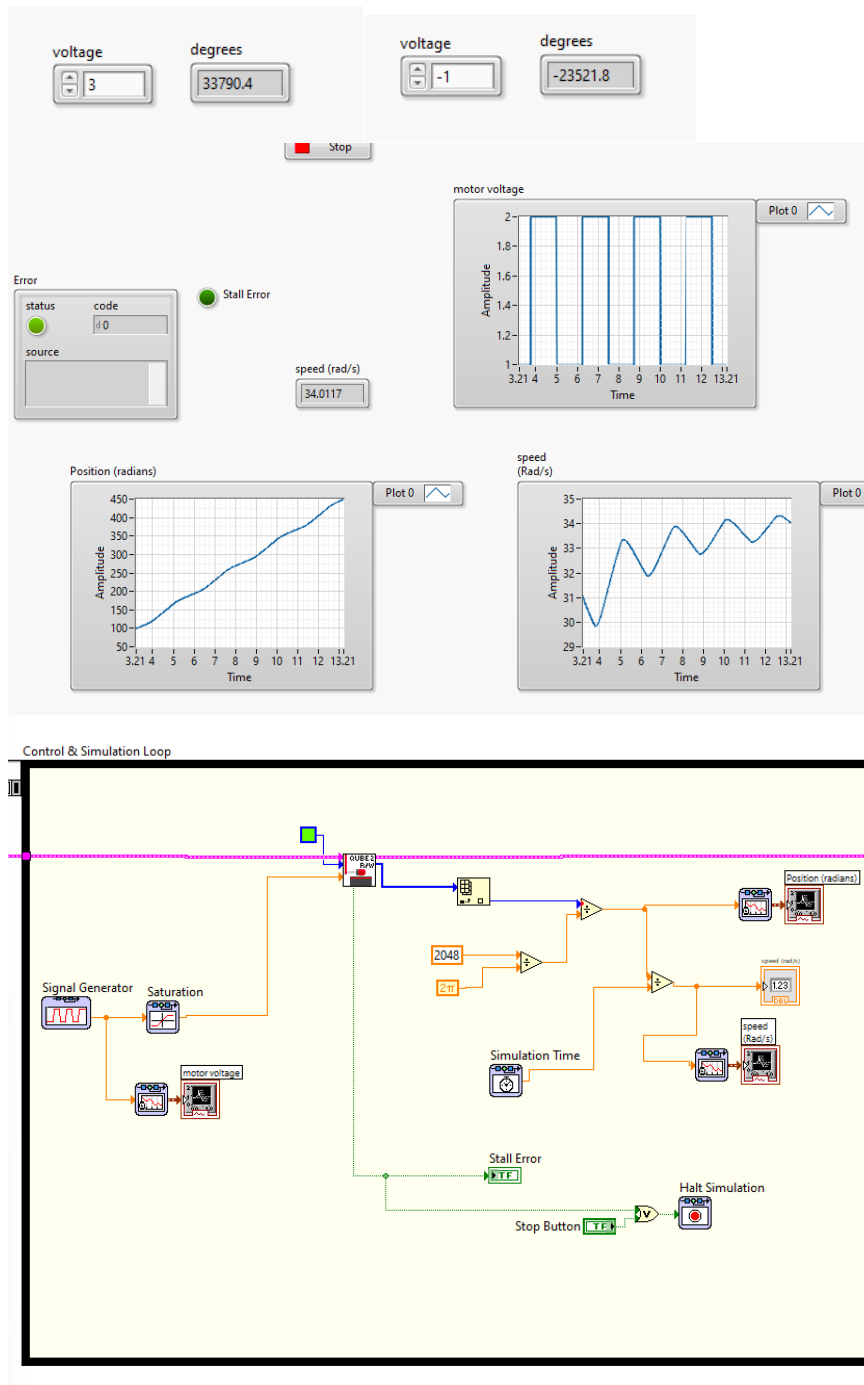 voltage
degrees
3
33790.4
voltage
degrees
-1
-23521.8
Stop
motor voltage
Plot 0
2
1.8
1.6
1.4
1.2
1
Amplitude
3.21 4 5 6 7 8 9 10 11 12 13.21
Time
Error
status
code
d 0
source
Stall Error
speed (rad/s)
34.0117
Position (radians)
Plot 0
450
400
350
300
250
200
150
100
50
Amplitude
3.21 4 5 6 7 8 9 10 11 12 13.21
Time
speed
(Rad/s)
Plot 0
35
34
33
32
31
30
29
Amplitude
3.21 4 5 6 7 8 9 10 11 12 13.21
Time
Control & Simulation Loop
QUBE2
R/W
Position (radians)
2048
2π
speed (rad/s)
1.23
DBL
Signal Generator
Saturation
motor voltage
Simulation Time
speed
(Rad/s)
Stall Error
TF
Halt Simulation
Stop Button
TF
V